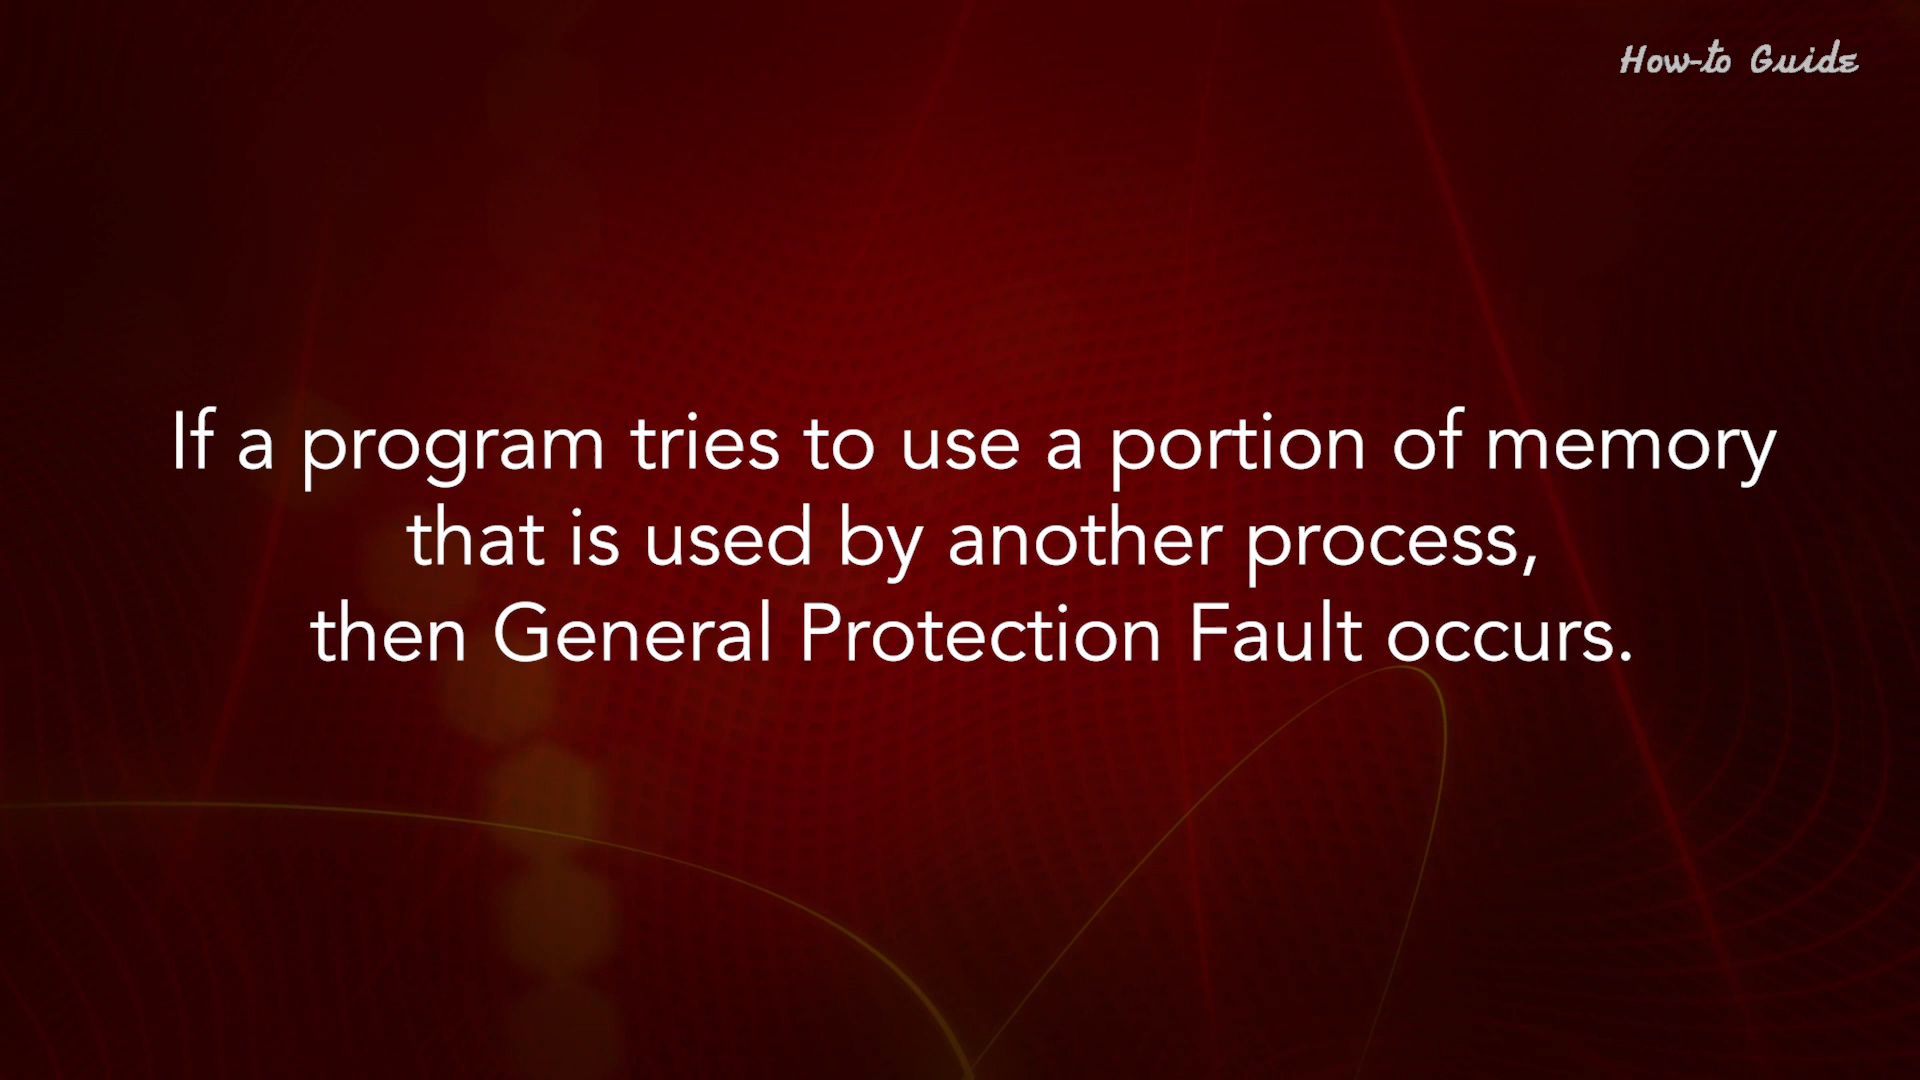 How-to Guide
If a program tries to use a portion of memory
that is used by another process,
then General Protection Fault occurs.